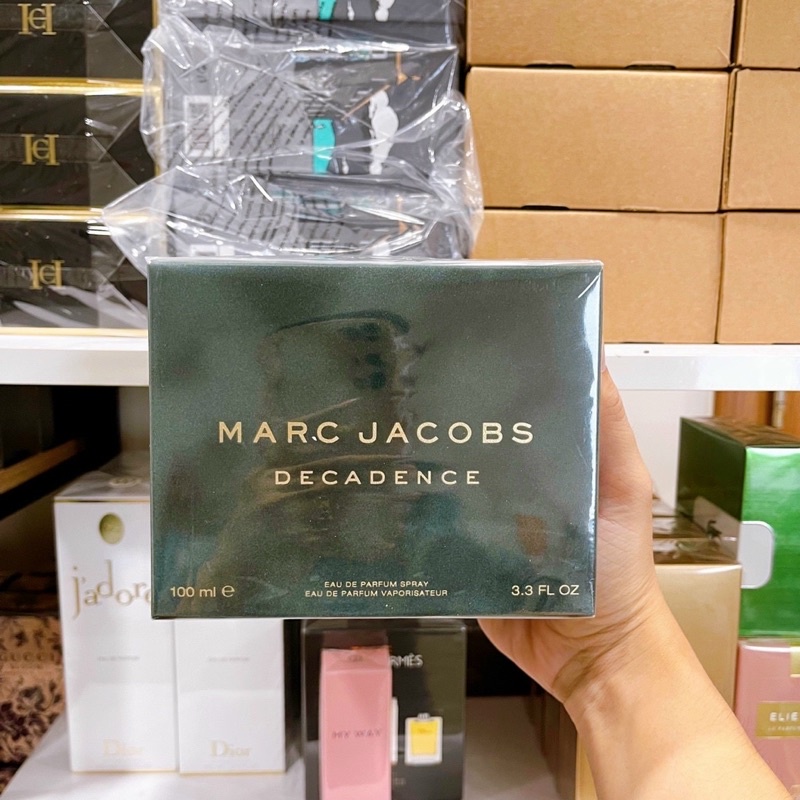 MARC JACOBS
DECADENCE
EAU DE PARFUM SPRAY
EAU DE PARFUM VAPORISATEUR
100 ml e
3.3 FL OZ
j'adore
Dior
Dior
MY WAY
GUCCI